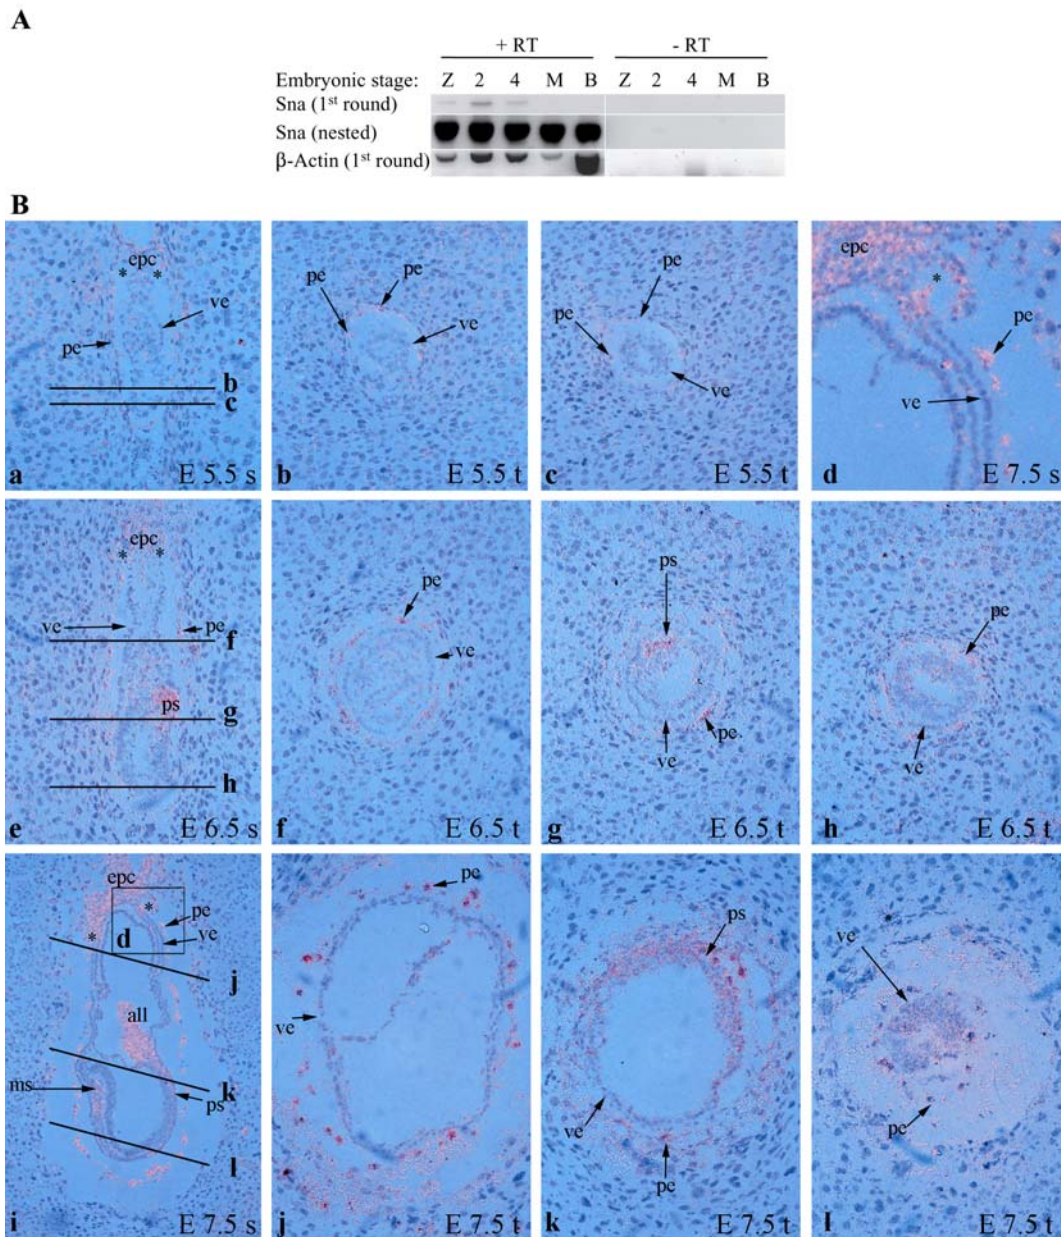 A
+ RT - RT
Embryonic stage: Z 2 4 M B Z 2 4 M B
Sna (1st round)
Sna (nested)
β-Actin (1st round)
B
epc
* *
ve
pe
b
c
a E 5.5 s
pe
pe
ve
b E 5.5 t
pe
pe
ve
c E 5.5 t
epc
*
pe
ve
d E 7.5 s
epc
* *
ve
pe
f
ps
g
h
e E 6.5 s
pe
ve
f E 6.5 t
ps
pe
ve
g E 6.5 t
pe
ve
h E 6.5 t
epc
*
pe
* d ve
j
all
ms k
ps
l
i E 7.5 s
pe
ve
j E 7.5 t
ps
ve
pe
k E 7.5 t
ve
pe
l E 7.5 t